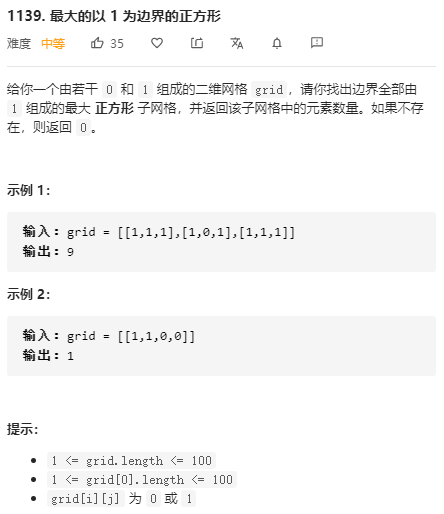 1139. 最大的以 1 为边界的正方形
难度 中等 35
给你一个由若干 0 和 1 组成的二维网格 grid，请你找出边界全部由
1 组成的最大 正方形 子网格，并返回该子网格中的元素数量。如果不存
在，则返回 0。
示例 1：
输入：grid = [[1,1,1],[1,0,1],[1,1,1]]
输出：9
示例 2：
输入：grid = [[1,1,0,0]]
输出：1
提示：
1 <= grid.length <= 100
1 <= grid[0].length <= 100
grid[i][j] 为 0 或 1